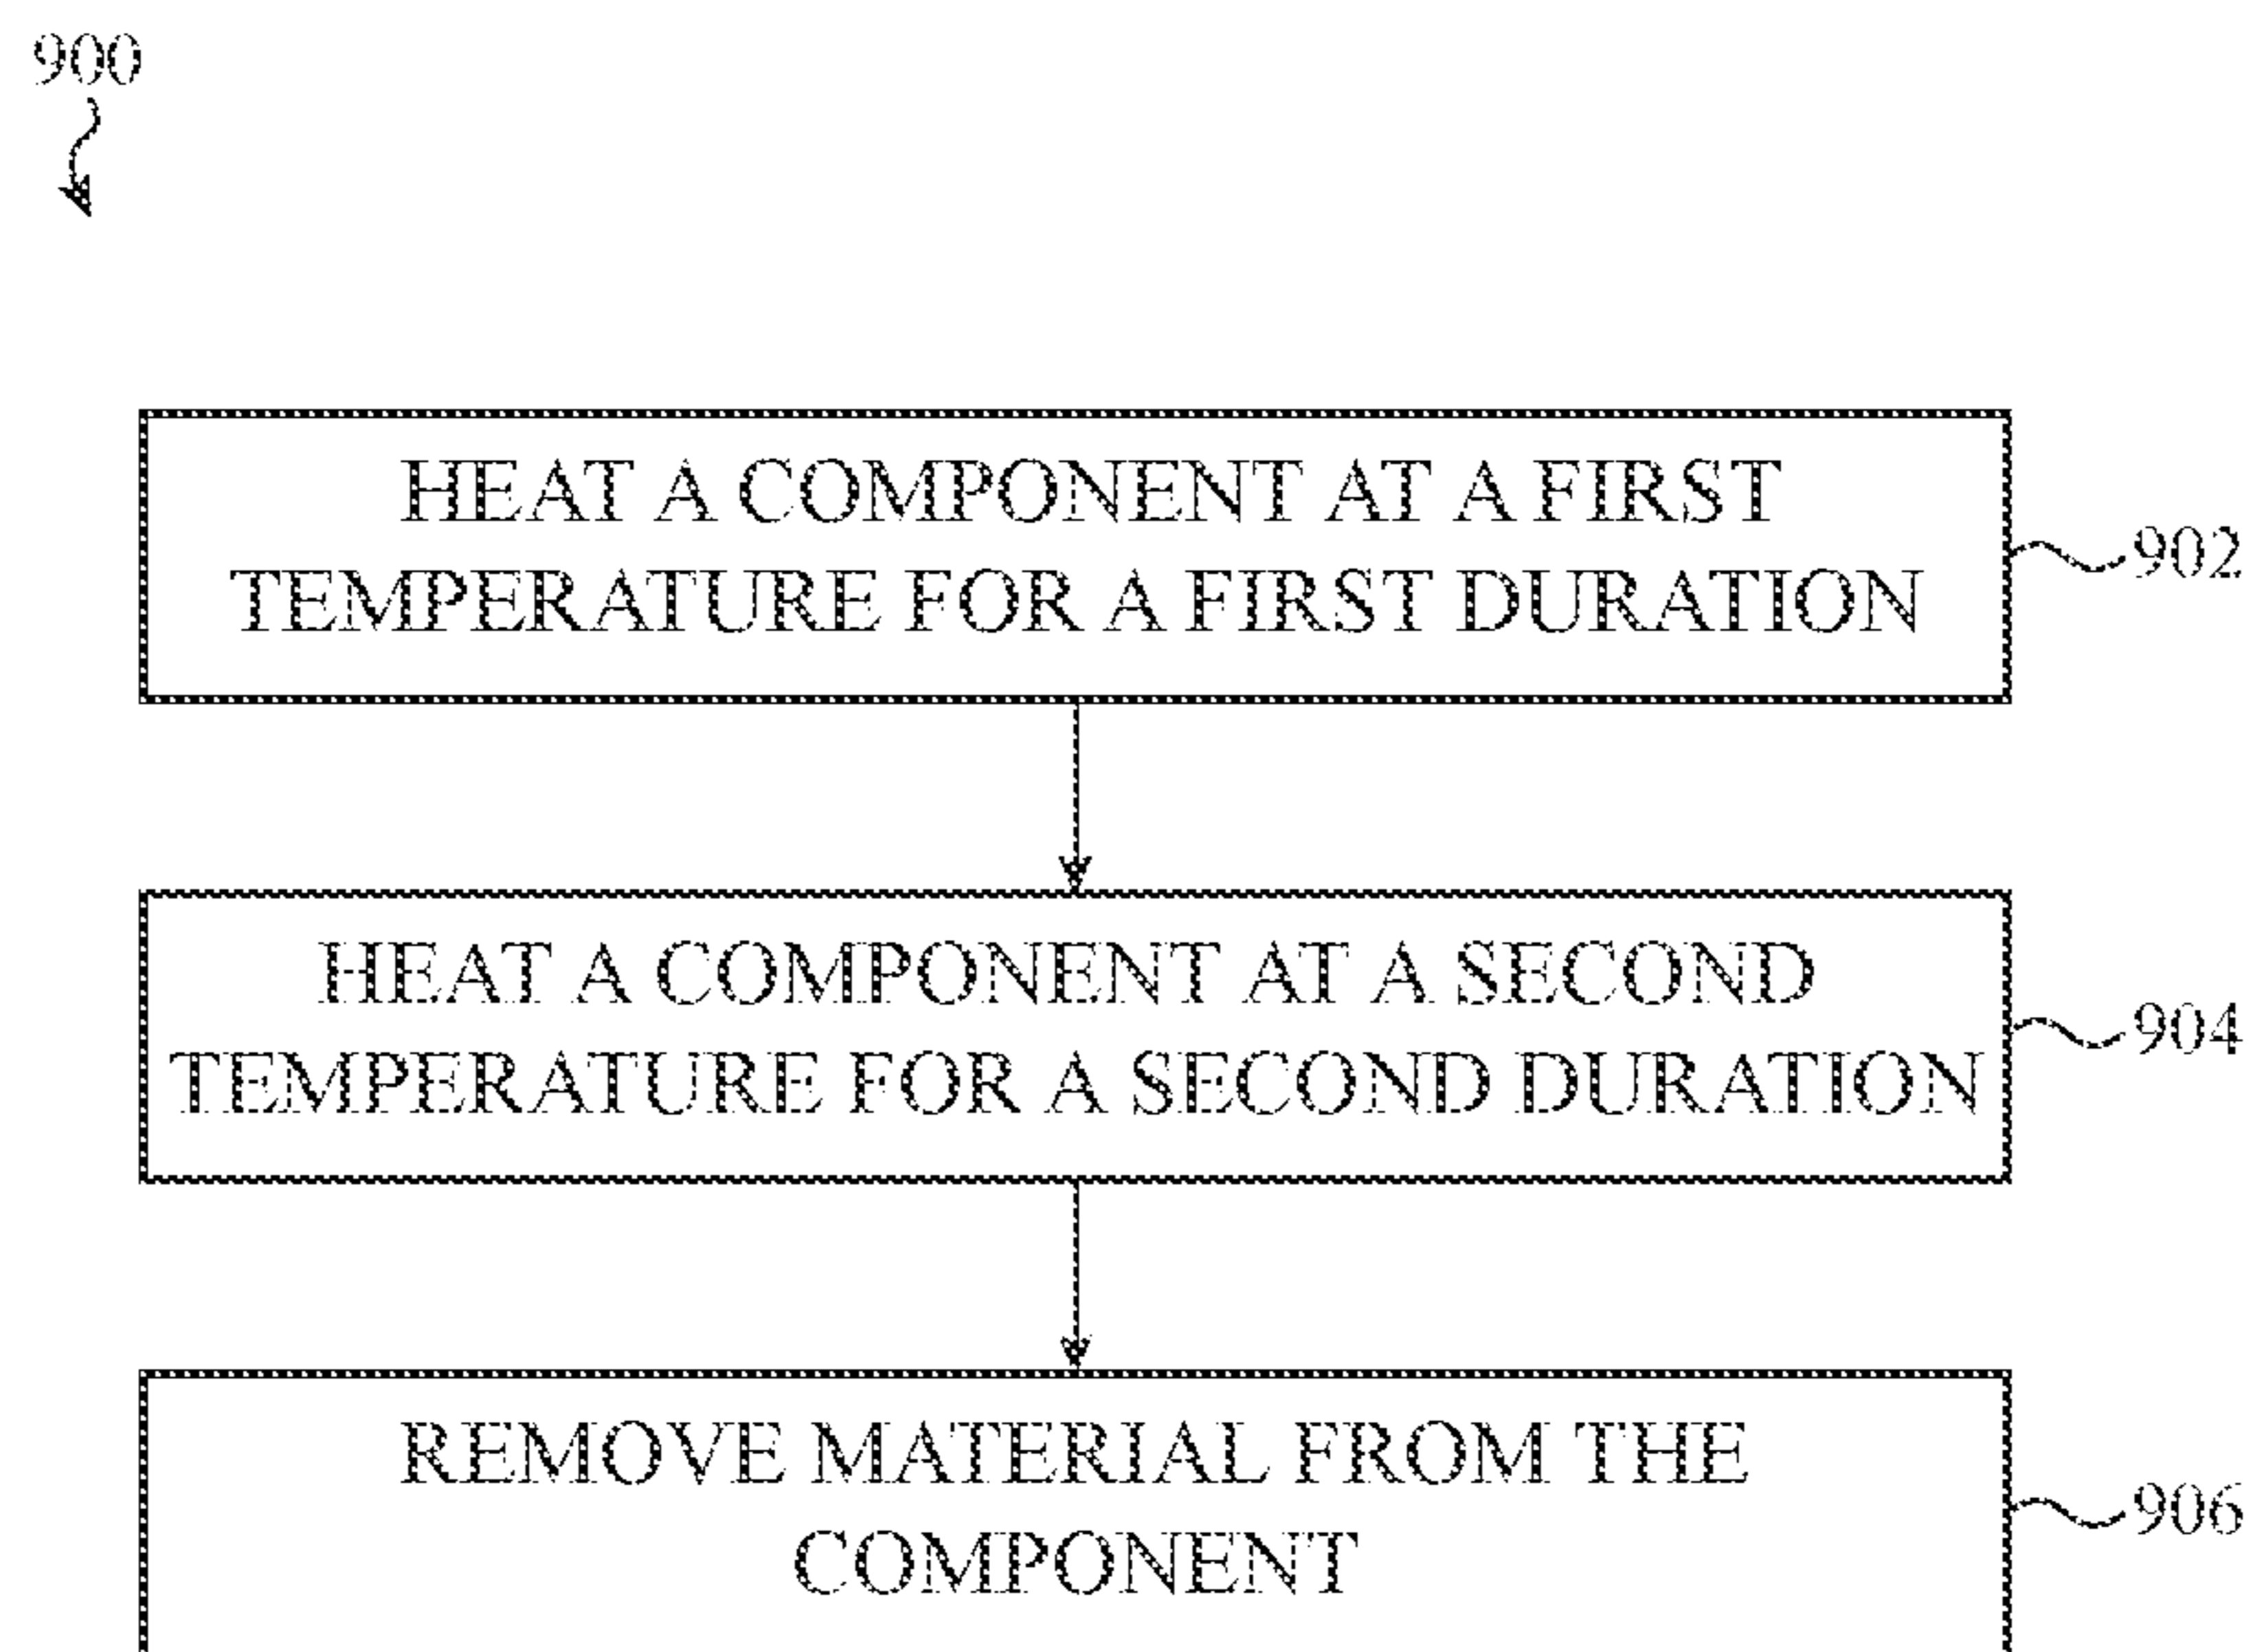 900
HEAT A COMPONENT AT A FIRST
TEMPERATURE FOR A FIRST DURATION
902
HEAT A COMPONENT AT A SECOND
TEMPERATURE FOR A SECOND DURATION
904
REMOVE MATERIAL FROM THE
COMPONENT
906